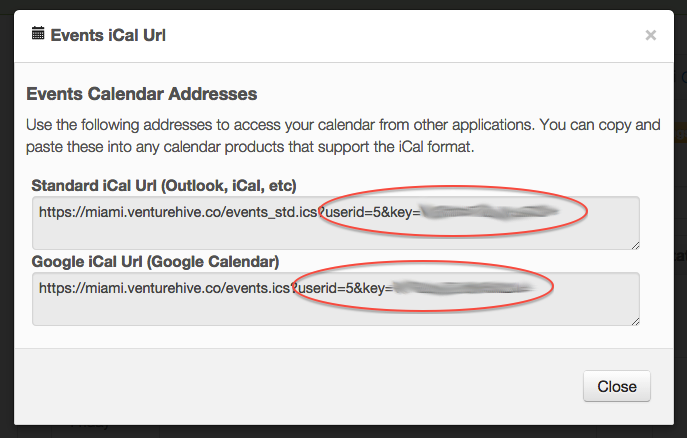 Events iCal Url
×
Events Calendar Addresses
Use the following addresses to access your calendar from other applications. You can copy and
paste these into any calendar products that support the iCal format.
Standard iCal Url (Outlook, iCal, etc)
https://miami.venturehive.co/events_std.ics?userid=5&key=
Google iCal Url (Google Calendar)
https://miami.venturehive.co/events.ics?userid=5&key=
Close